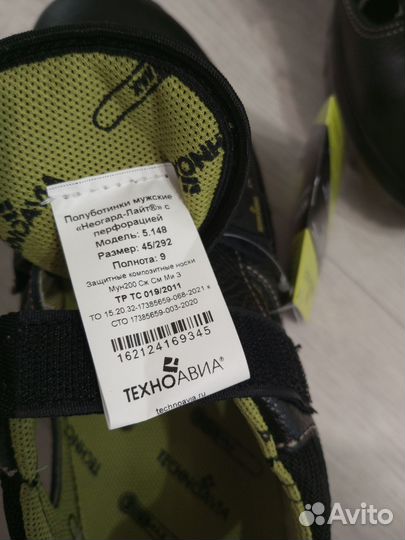 Полуботинки мужские
«Неогард-Лайт®» с
перфорацией
Модель: 5.148
Размер: 45/292
Полнота: 9
Защитные композитные носки
Мун200 Сж См Ми З
ТР ТС 019/2011
ТО 15.20.32-17385659-068-2021 к
СТО 17385659-003-2020
162124169345
ТЕХНОАВИА®
technoavia.ru
Avito